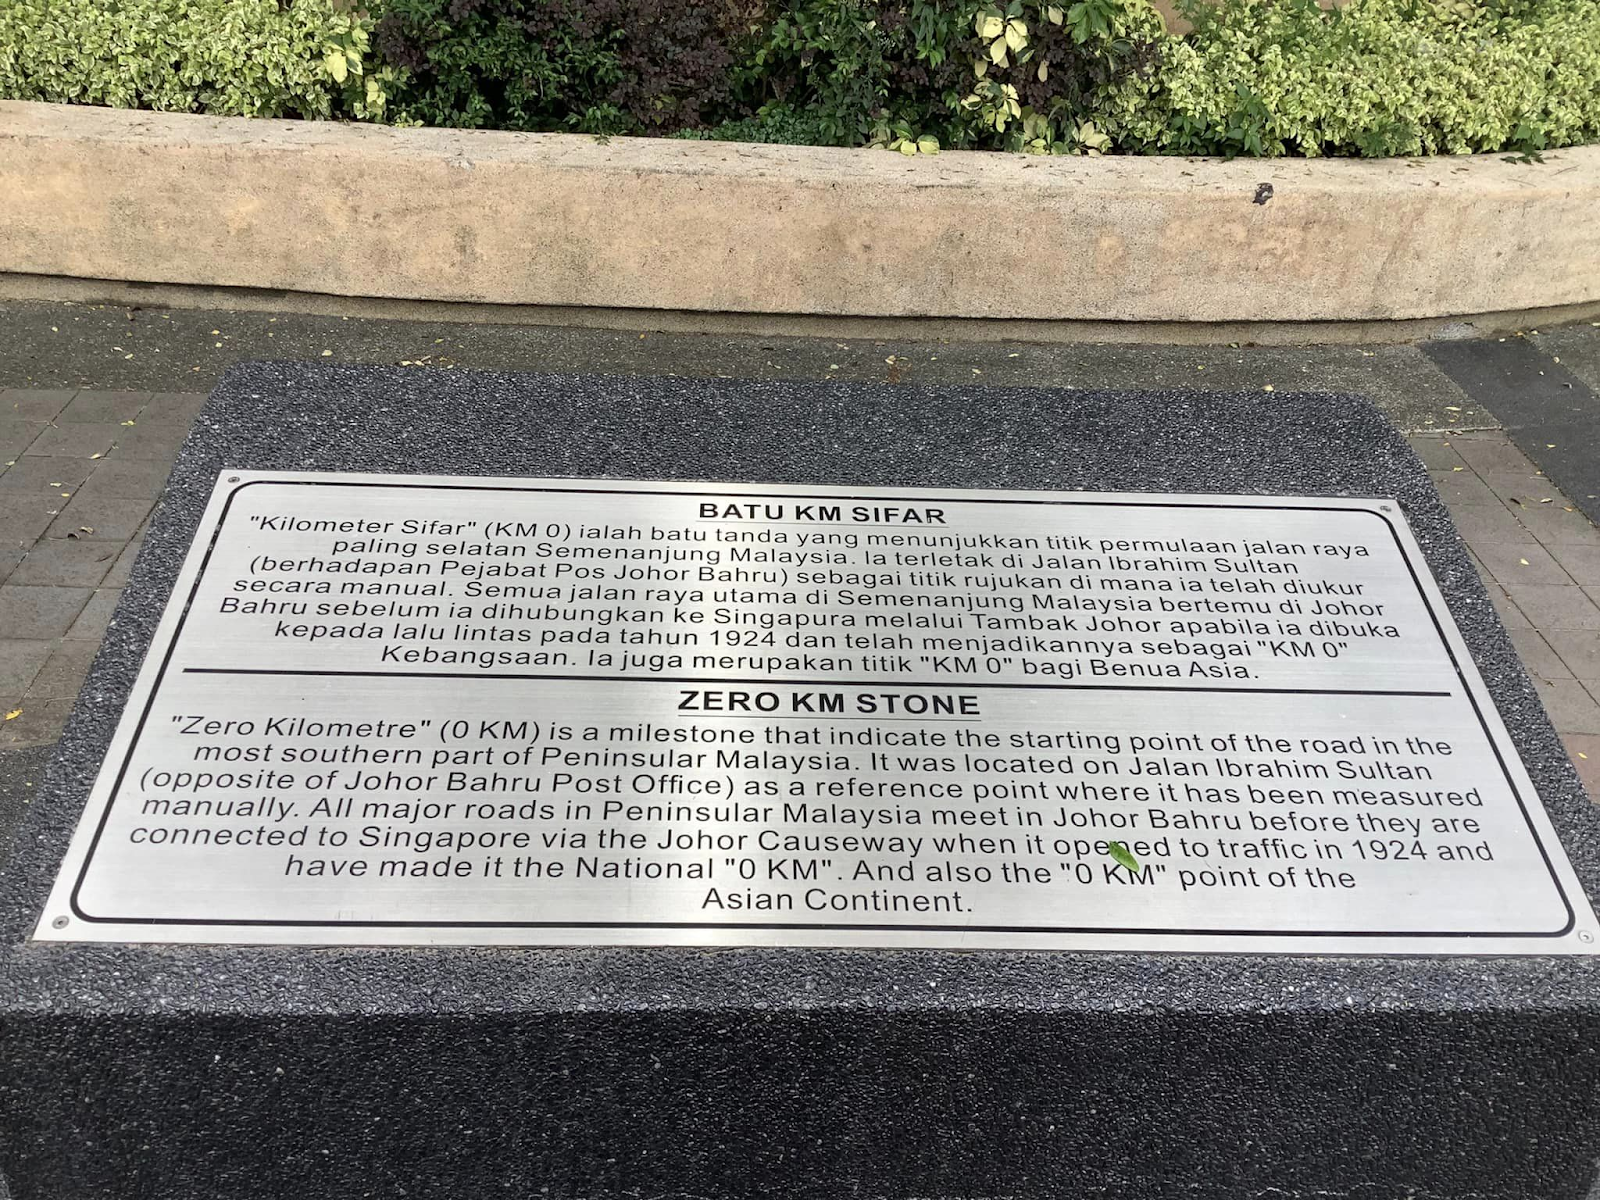 BATU KM SIFAR
"Kilometer Sifar" (KM 0) ialah batu tanda yang menunjukkan titik permulaan jalan raya
paling selatan Semenanjung Malaysia. Ia terletak di Jalan Ibrahim Sultan
(berhadapan Pejabat Pos Johor Bahru) sebagai titik rujukan di mana ia telah diukur
secara manual. Semua jalan raya utama di Semenanjung Malaysia bertemu di Johor
Bahru sebelum ia dihubungkan ke Singapura melalui Tambak Johor apabila ia dibuka
kepada lalu lintas pada tahun 1924 dan telah menjadikannya sebagai "KM 0"
Kebangsaan. Ia juga merupakan titik "KM 0" bagi Benua Asia.
ZERO KM STONE
"Zero Kilometre" (0 KM) is a milestone that indicate the starting point of the road in the
most southern part of Peninsular Malaysia. It was located on Jalan Ibrahim Sultan
(opposite of Johor Bahru Post Office) as a reference point where it has been measured
manually. All major roads in Peninsular Malaysia meet in Johor Bahru before they are
connected to Singapore via the Johor Causeway when it opened to traffic in 1924 and
have made it the National "0 KM". And also the "0 KM" point of the
Asian Continent.